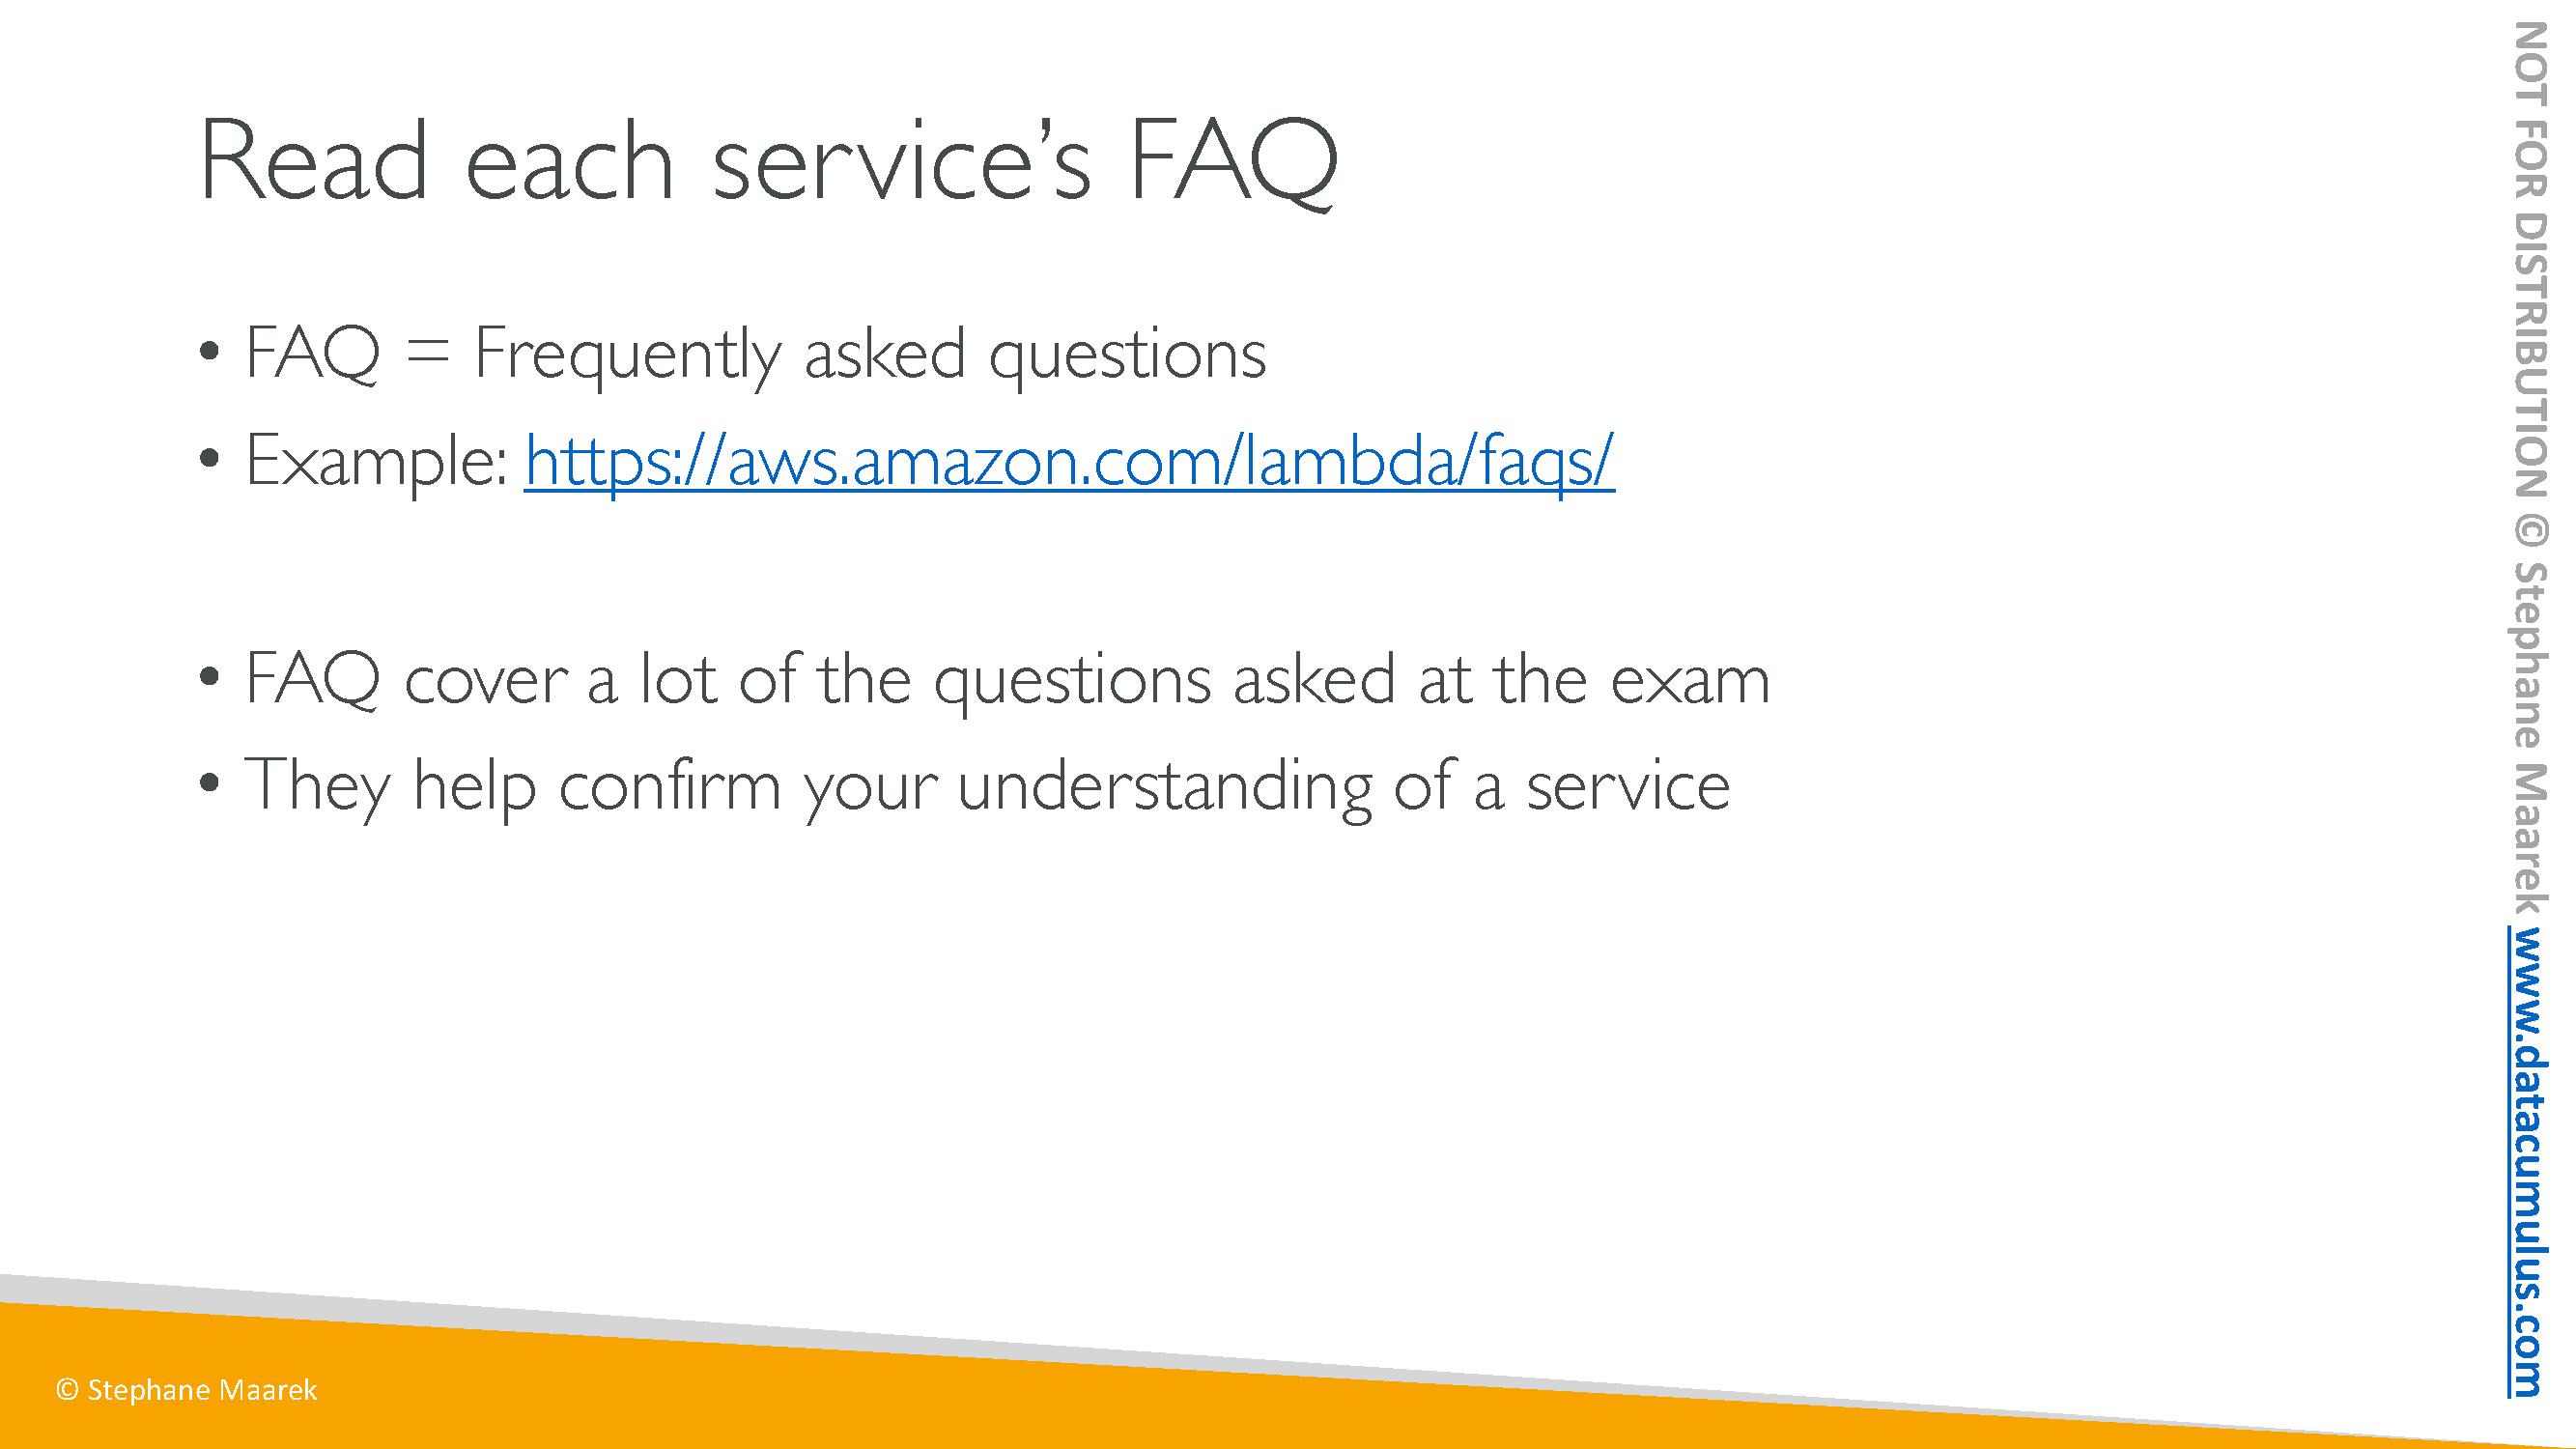 Read each service’s FAQ
• FAQ = Frequently asked questions
• Example: https://aws.amazon.com/lambda/faqs/
• FAQ cover a lot of the questions asked at the exam
• They help confirm your understanding of a service
© Stephane Maarek
NOT FOR DISTRIBUTION © Stephane Maarek www.datacumulus.com